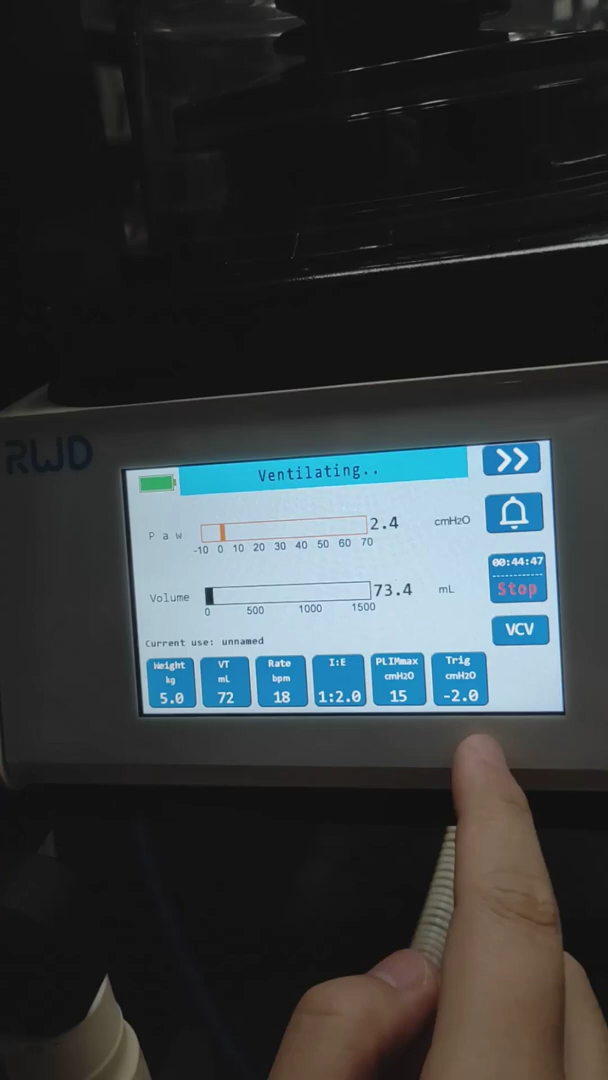 RWD
Ventilating..
Paw
2.4
cmH2O
-10 0 10 20 30 40 50 60 70
00:44:47
Stop
Volume
73.4
mL
0 500 1000 1500
VCV
Current use: unnamed
Weight
kg
5.0
VT
mL
72
Rate
bpm
18
I:E
1:2.0
PLIMmax
cmH2O
15
Trig
cmH2O
-2.0